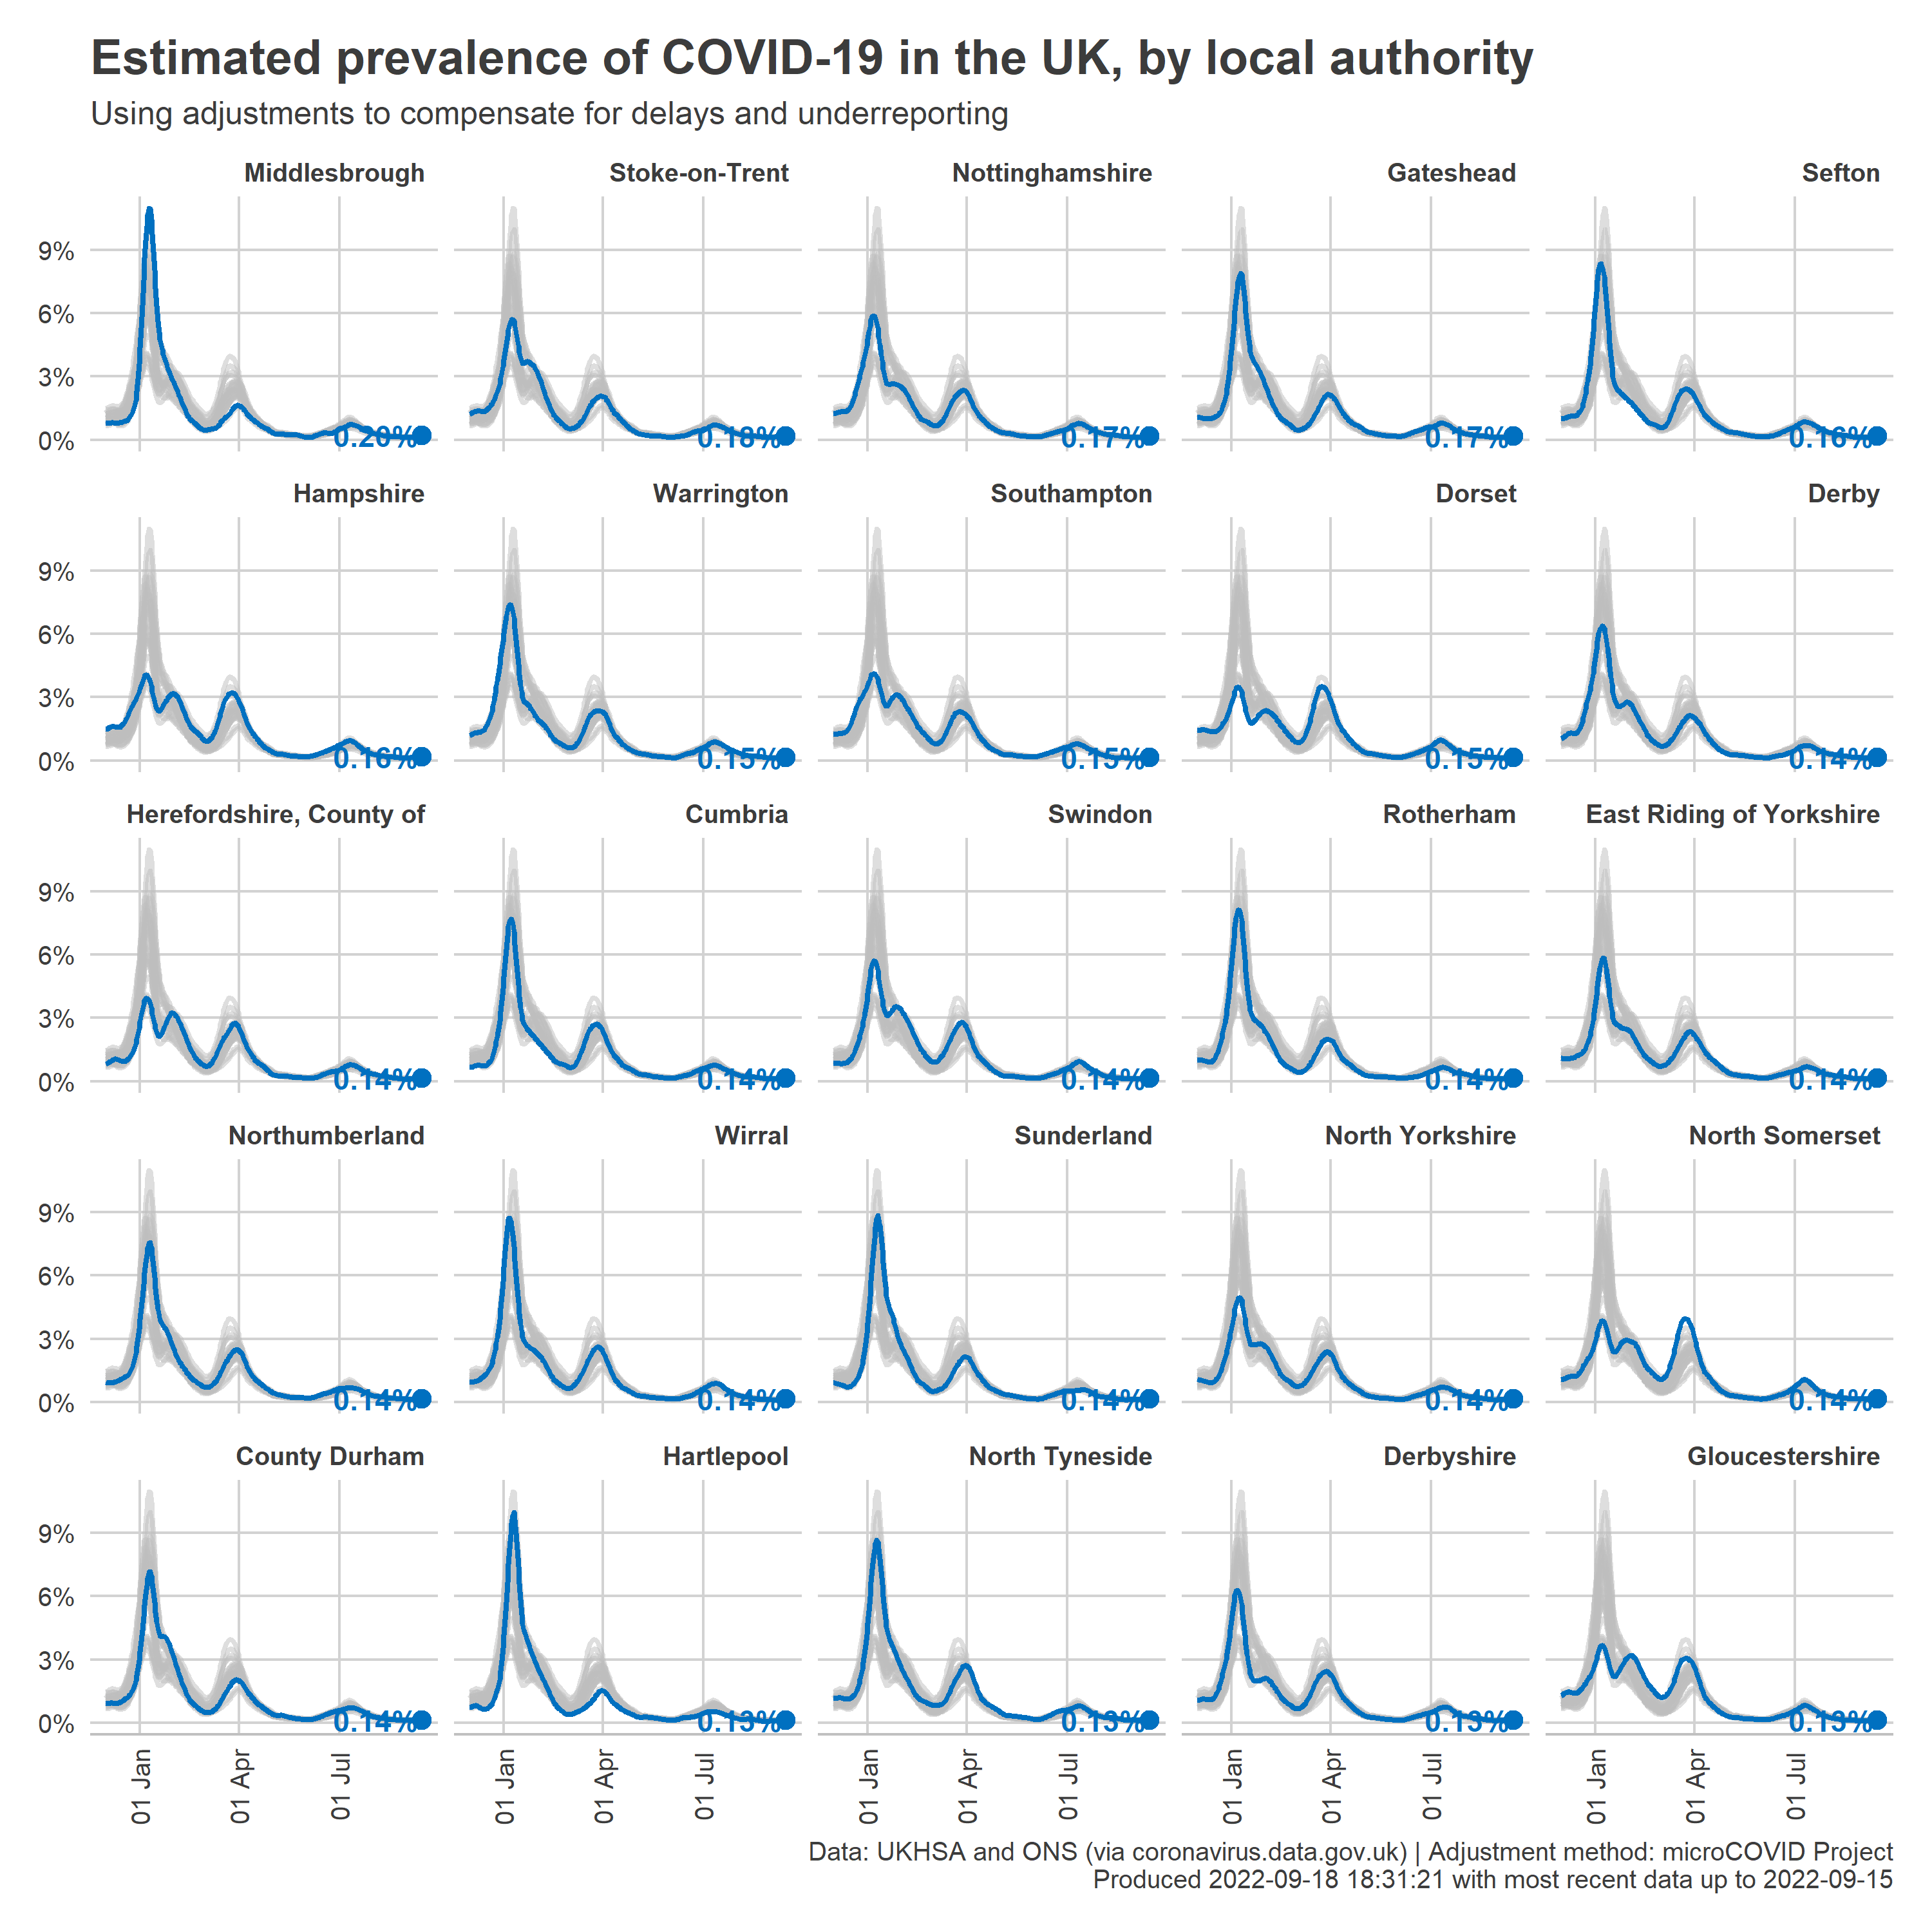 Estimated prevalence of COVID-19 in the UK, by local authority
Using adjustments to compensate for delays and underreporting
Middlesbrough Stoke-on-Trent Nottinghamshire Gateshead Sefton
9%
6%
3%
0%
0.20% 0.18% 0.17% 0.17% 0.16%
Hampshire Warrington Southampton Dorset Derby
9%
6%
3%
0%
0.16% 0.15% 0.15% 0.15% 0.14%
Herefordshire, County of Cumbria Swindon Rotherham East Riding of Yorkshire
9%
6%
3%
0%
0.14% 0.14% 0.14% 0.14% 0.14%
Northumberland Wirral Sunderland North Yorkshire North Somerset
9%
6%
3%
0%
0.14% 0.14% 0.14% 0.14% 0.14%
County Durham Hartlepool North Tyneside Derbyshire Gloucestershire
9%
6%
3%
0%
0.14% 0.13% 0.13% 0.13% 0.13%
01 Jan 01 Apr 01 Jul 01 Jan 01 Apr 01 Jul 01 Jan 01 Apr 01 Jul 01 Jan 01 Apr 01 Jul 01 Jan 01 Apr 01 Jul
Data: UKHSA and ONS (via coronavirus.data.gov.uk) | Adjustment method: microCOVID Project
Produced 2022-09-18 18:31:21 with most recent data up to 2022-09-15